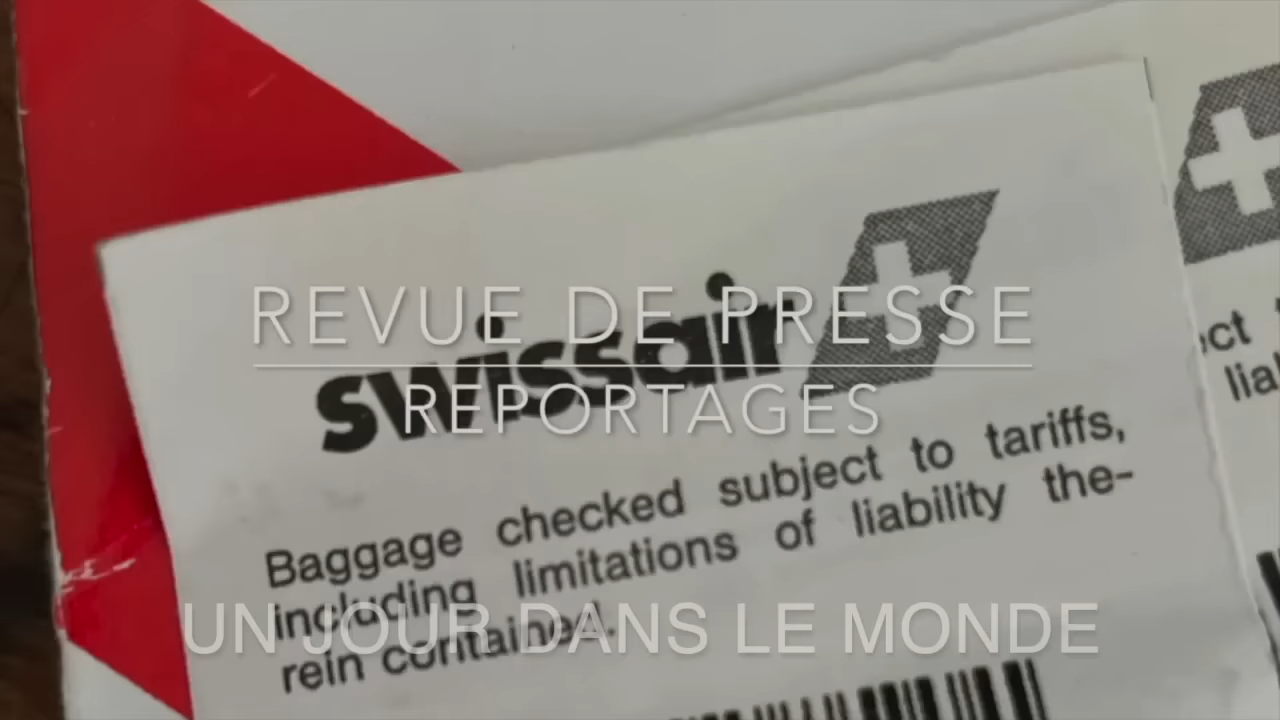 REVUE DE PRESSE
swissair
REPORTAGES
Baggage checked subject to tariffs,
including limitations of liability the-
rein contained.
UN JOUR DANS LE MONDE
ct
lia